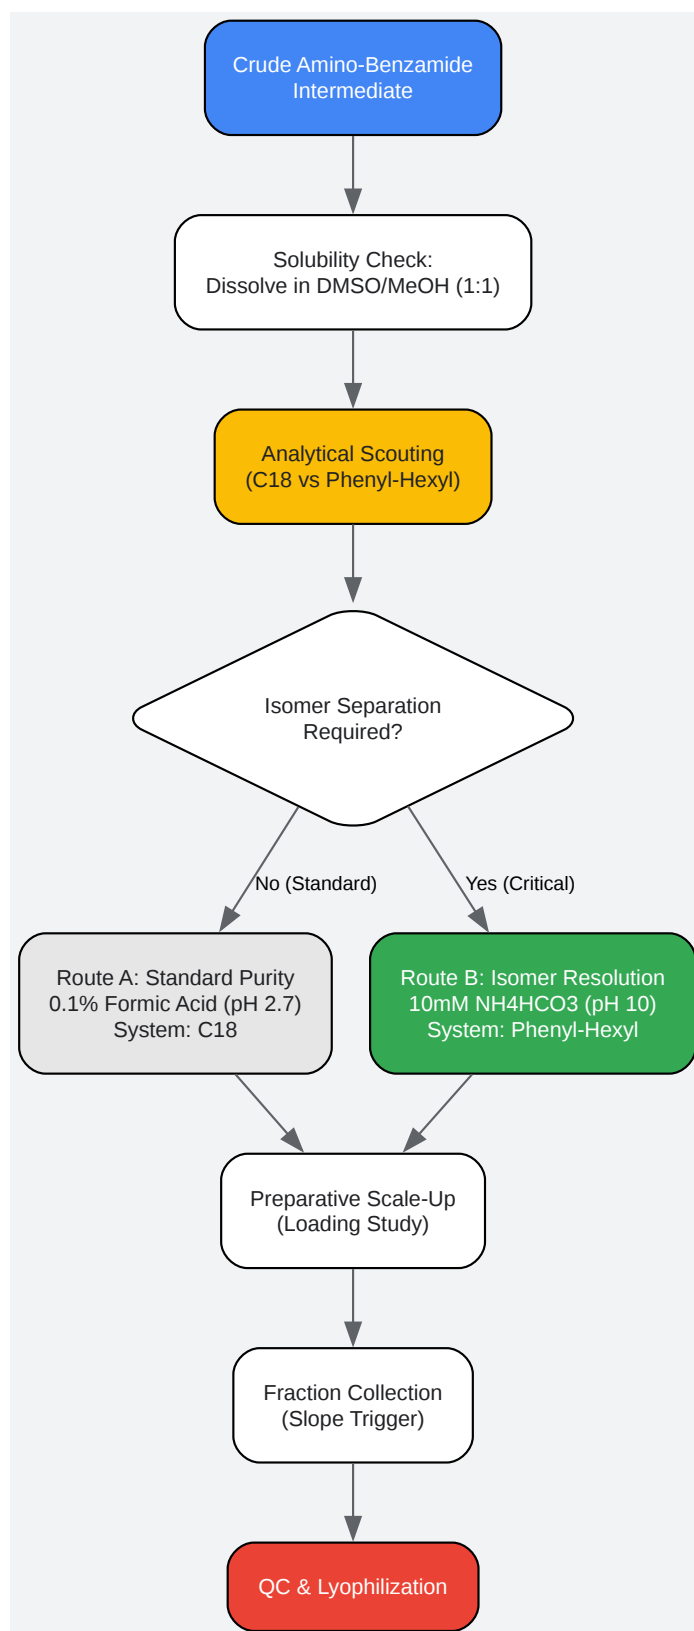 Crude Amino-Benzamide
Intermediate
Solubility Check:
Dissolve in DMSO/MeOH (1:1)
Analytical Scouting
(C18 vs Phenyl-Hexyl)
Isomer Separation
Required?
No (Standard)
Yes (Critical)
Route A: Standard Purity
0.1% Formic Acid (pH 2.7)
System: C18
Route B: Isomer Resolution
10mM NH4HCO3 (pH 10)
System: Phenyl-Hexyl
Preparative Scale-Up
(Loading Study)
Fraction Collection
(Slope Trigger)
QC & Lyophilization